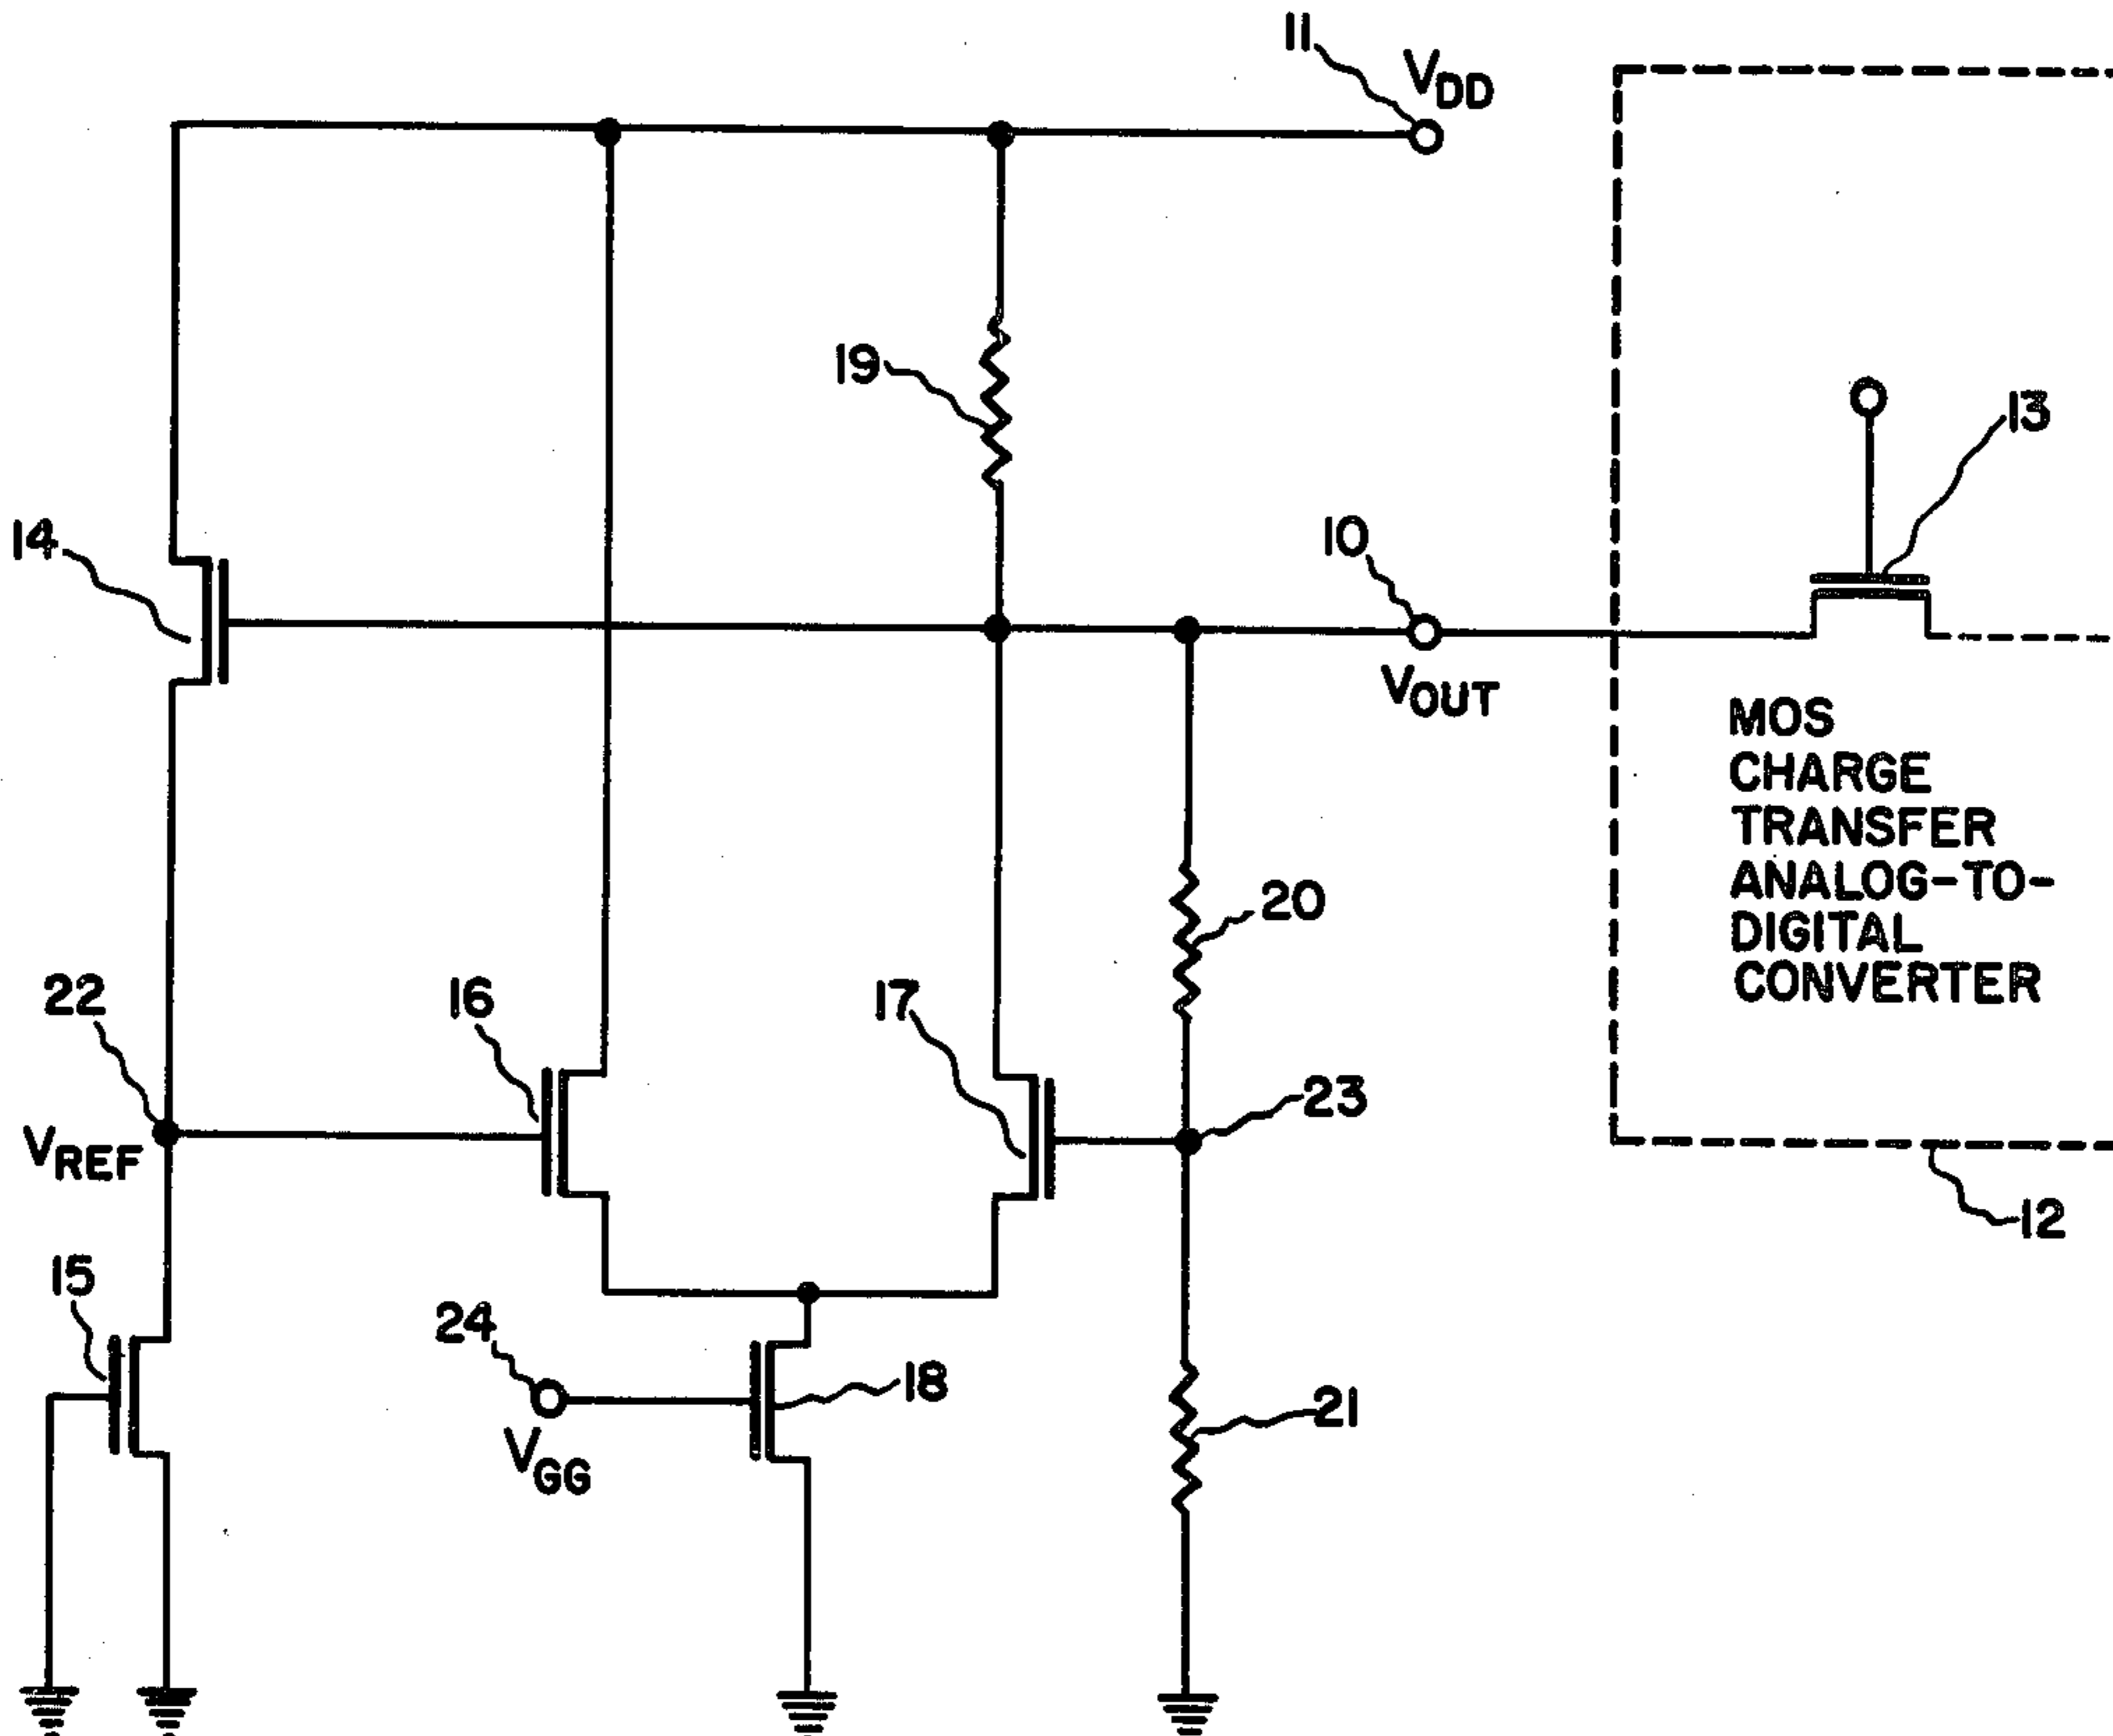 11
VDD
19
13
14
10
VOUT
MOS
CHARGE
TRANSFER
ANALOG-TO-
DIGITAL
CONVERTER
20
22
16
17
23
VREF
12
15
24
18
21
VGG